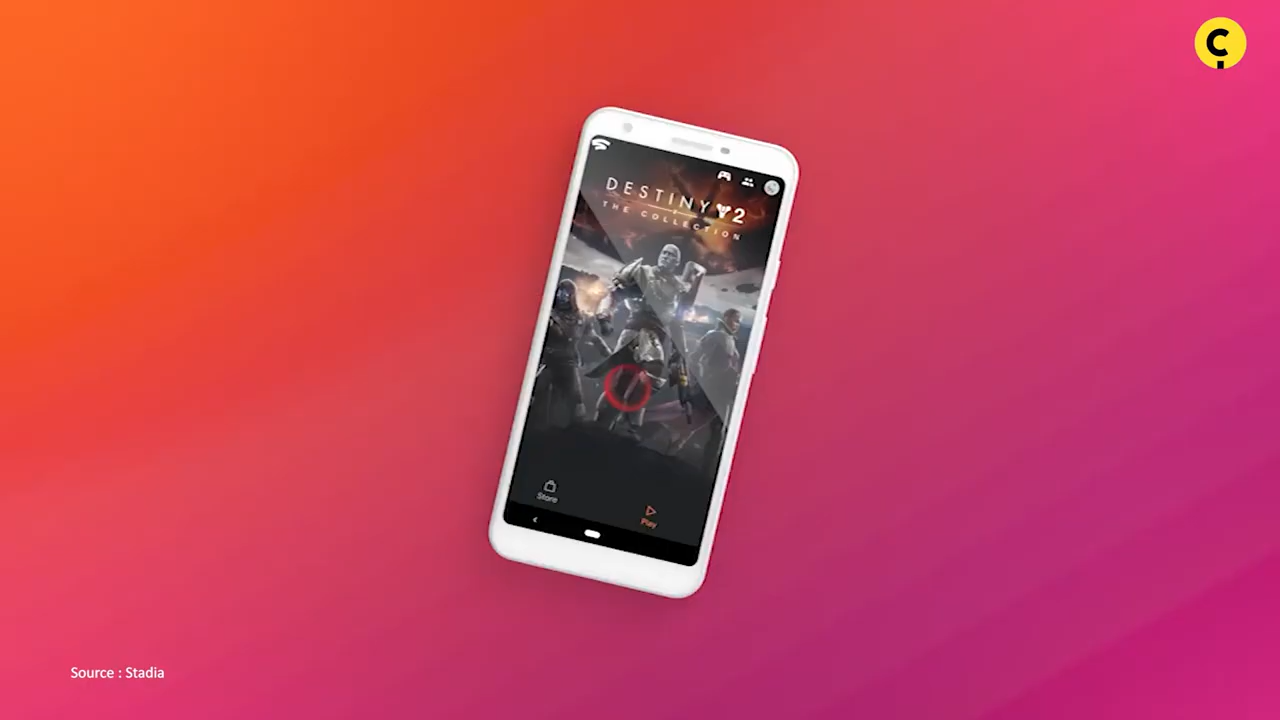 DESTINY 2
THE COLLECTION
Store
Play
Source : Stadia